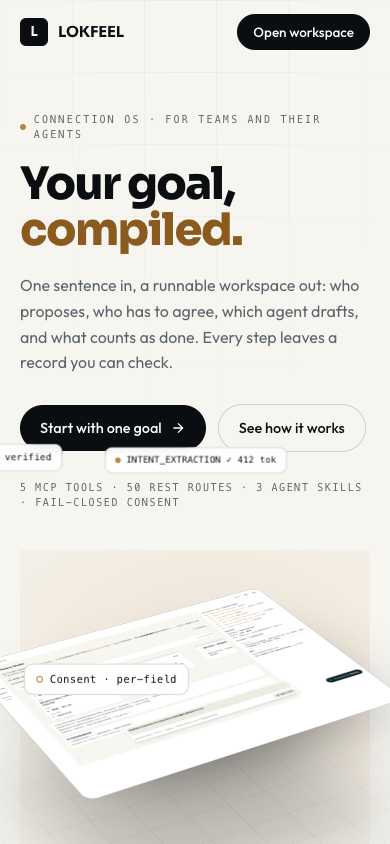 L LOKFEEL
Open workspace
CONNECTION OS · FOR TEAMS AND THEIR
AGENTS
Your goal,
compiled.
One sentence in, a runnable workspace out: who
proposes, who has to agree, which agent drafts,
and what counts as done. Every step leaves a
record you can check.
Start with one goal →
See how it works
verified
INTENT_EXTRACTION ✓ 412 tok
5 MCP TOOLS · 50 REST ROUTES · 3 AGENT SKILLS
· FAIL-CLOSED CONSENT
Consent · per-field